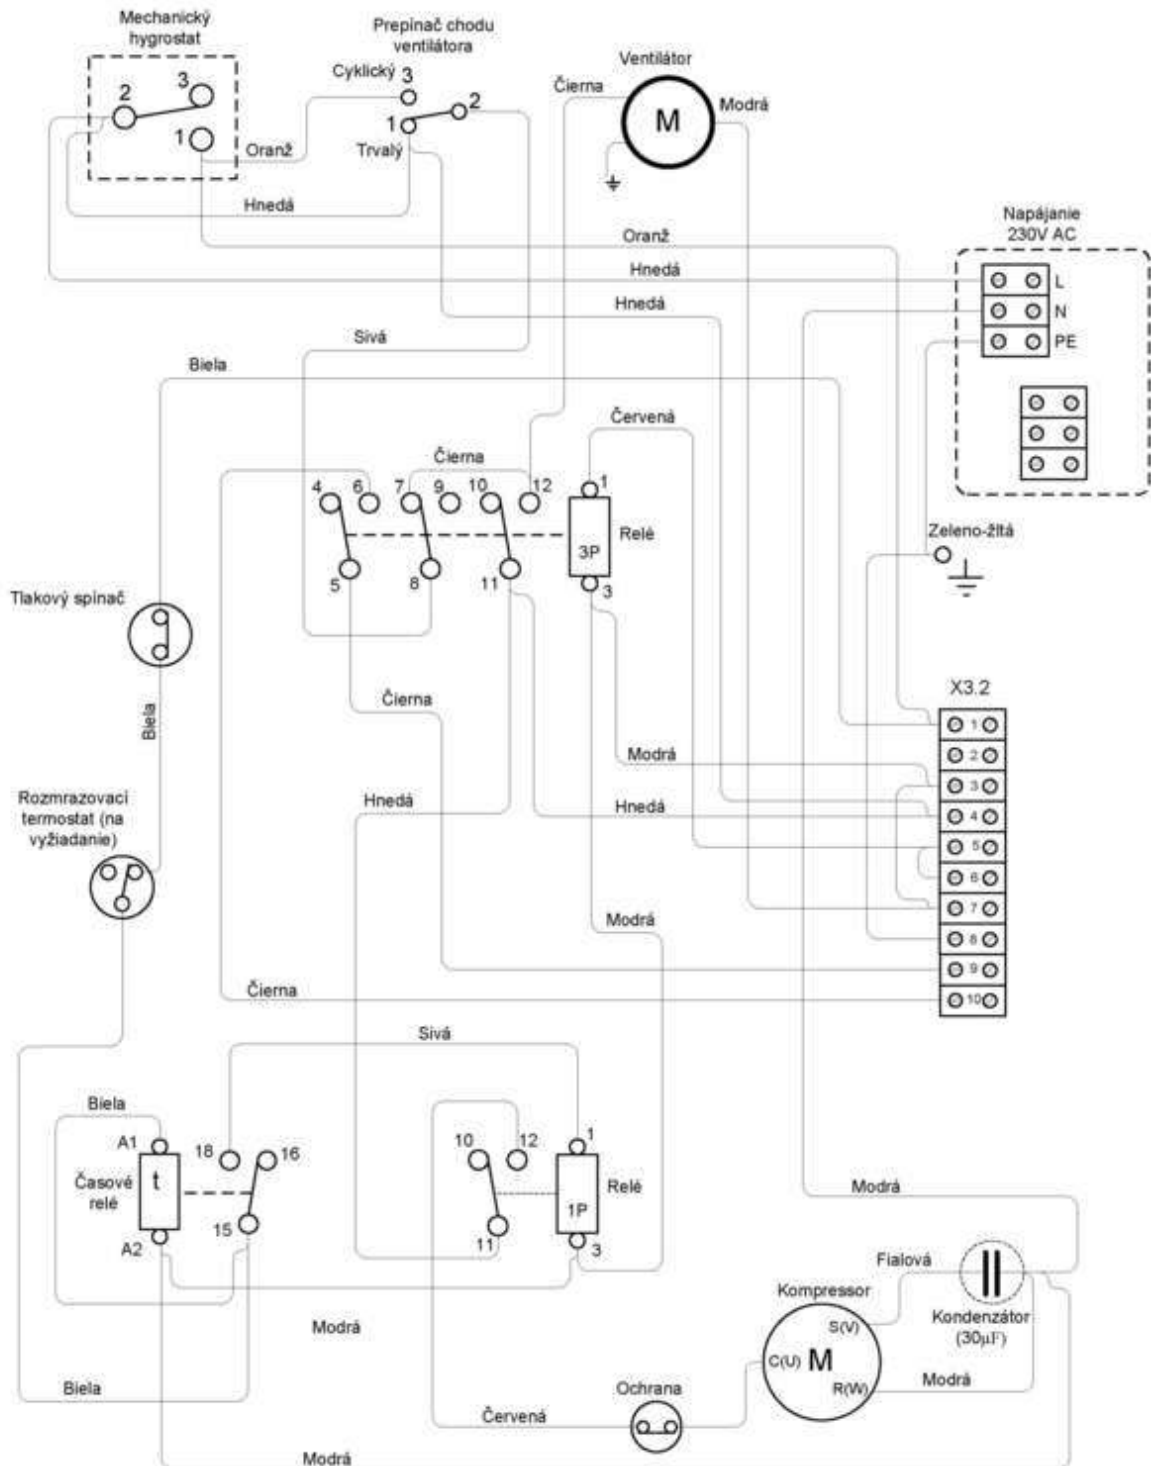 Mechanický
hygrostat
Prepínač chodu
ventilátora
Ventilátor
Cyklický
3
3
2
2
1
1
Trvalý
Čierna
M
Modrá
Oranž
Hnedá
Napájanie
230V AC
Oranž
Hnedá
L
Hnedá
N
Sivá
PE
Biela
Červená
Čierna
4
6
7
9
10
12
1
Relé
3P
Zeleno-žltá
5
8
11
3
Tlakový spínač
X3.2
Čierna
Biela
1
Modrá
2
3
Hnedá
Hnedá
4
Rozmrazovací
termostat (na
vyžiadanie)
5
6
7
Modrá
8
9
Čierna
10
Sivá
Biela
A1
18
16
10
12
1
t
Časové
relé
Relé
1P
Modrá
15
A2
11
3
Fialová
Kompressor
Kondenzátor
(30µF)
Modrá
S(V)
C(U)
M
R(W)
Modrá
Biela
Ochrana
Červená
Modrá